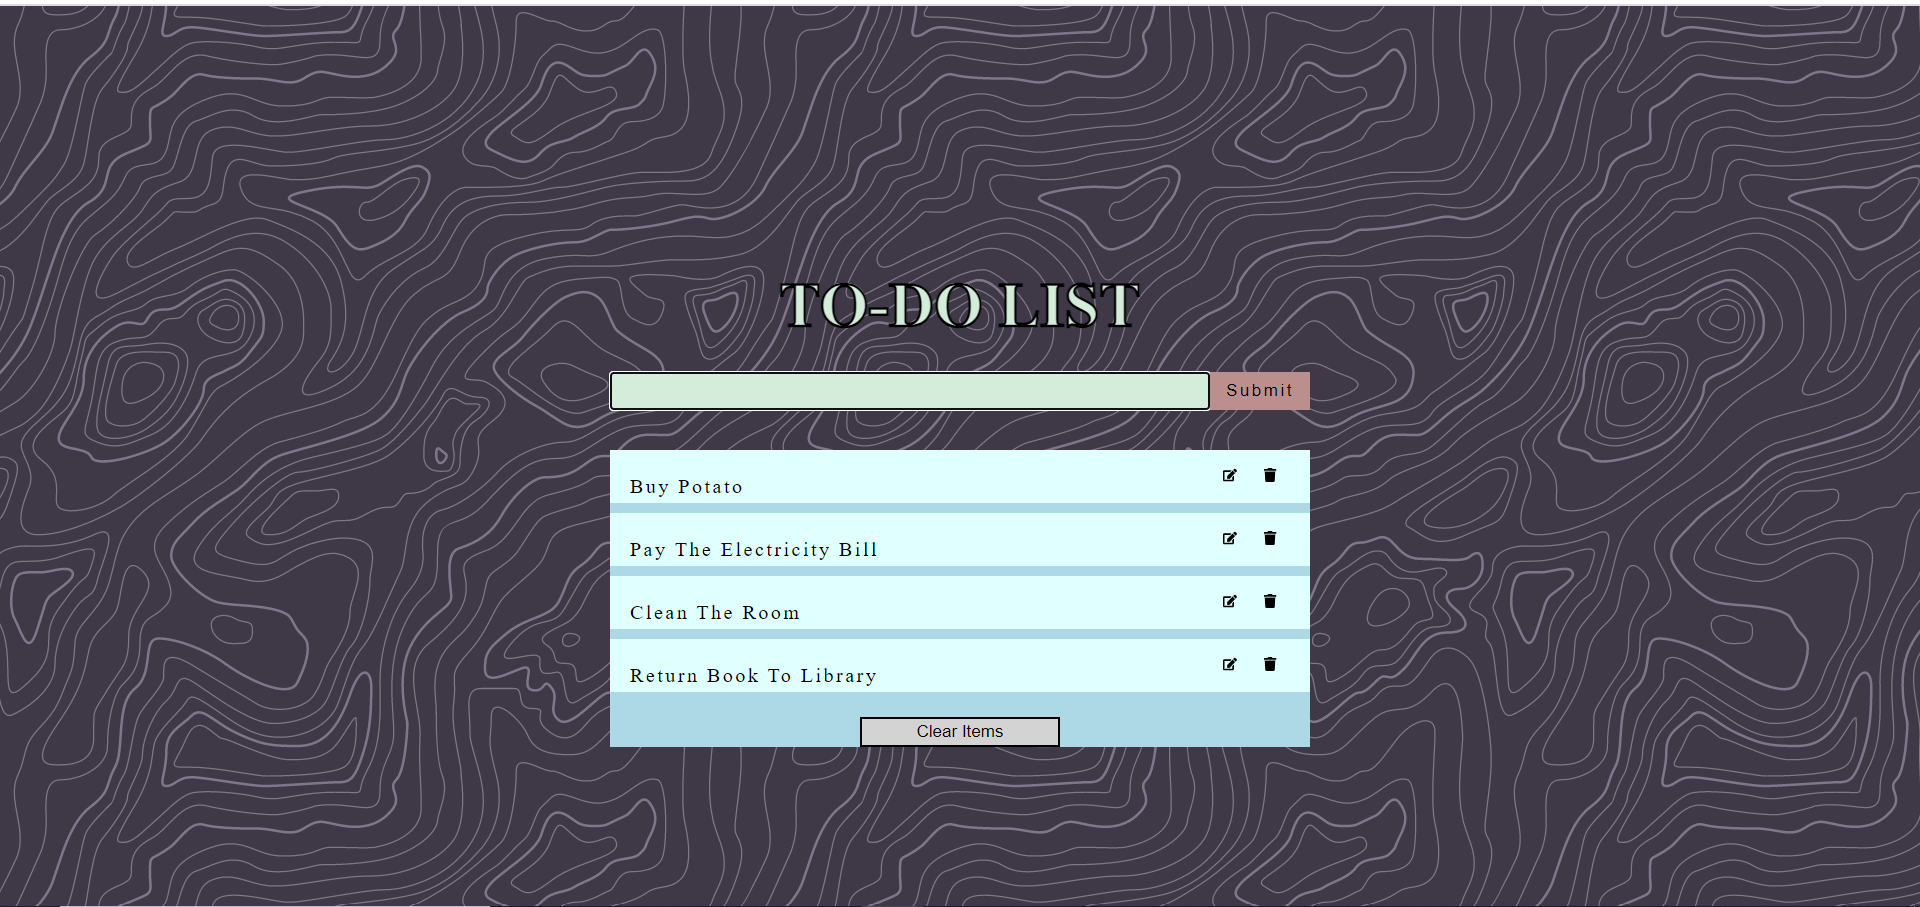 TO-DO LIST
Submit
Buy Potato
Pay The Electricity Bill
Clean The Room
Return Book To Library
Clear Items